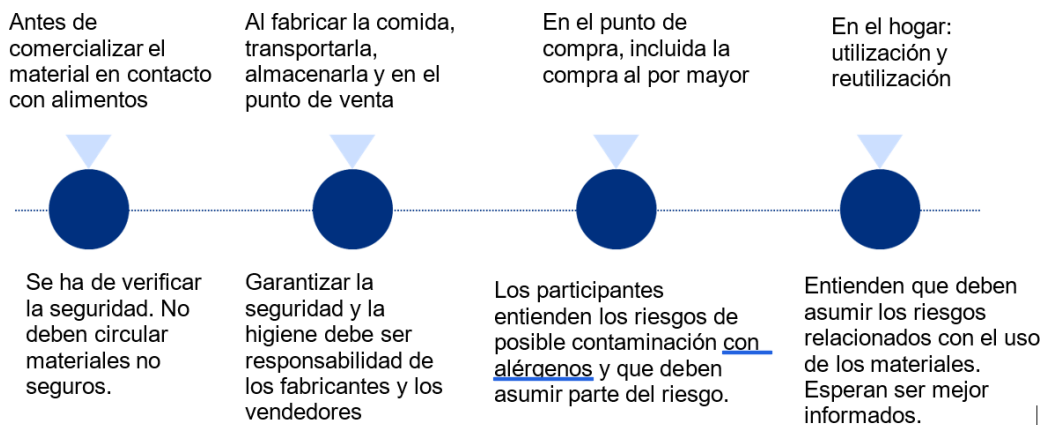 Antes de
comercializar el
material en contacto
con alimentos
Al fabricar la comida,
transportarla,
almacenarla y en el
punto de venta
En el punto de
compra, incluida la
compra al por mayor
En el hogar:
utilización y
reutilización
Se ha de verificar
la seguridad. No
deben circular
materiales no
seguros.
Garantizar la
seguridad y la
higiene debe ser
responsabilidad de
los fabricantes y los
vendedores
Los participantes
entienden los riesgos de
posible contaminación con
alérgenos y que deben
asumir parte del riesgo.
Entienden que deben
asumir los riesgos
relacionados con el uso
de los materiales.
Esperan ser mejor
informados.